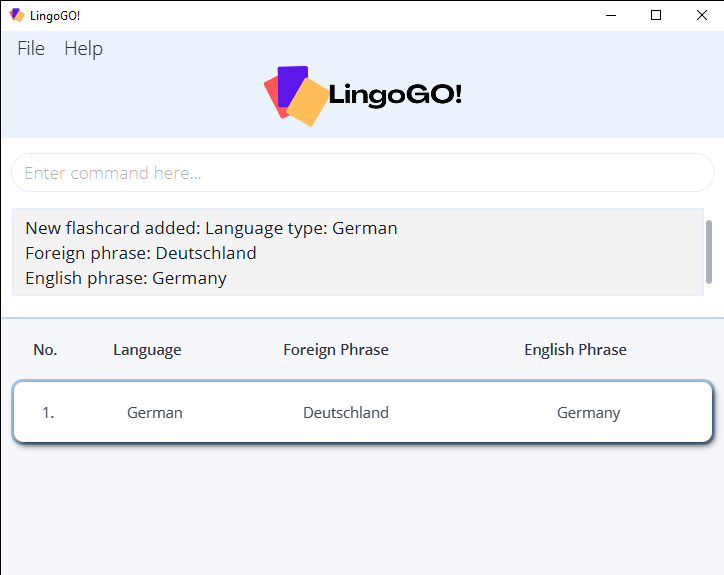 LingoGO!
File Help
LingoGO!
Enter command here...
New flashcard added: Language type: German
Foreign phrase: Deutschland
English phrase: Germany
No. Language Foreign Phrase English Phrase
1. German Deutschland Germany